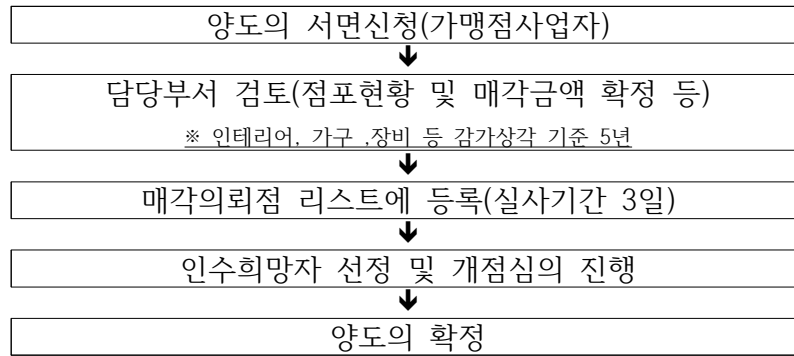 양도의 서면신청(가맹점사업자)
담당부서 검토(점포현황 및 매각금액 확정 등)
※ 인테리어, 가구 ,장비 등 감가상각 기준 5년
매각의뢰점 리스트에 등록(실사기간 3일)
인수희망자 선정 및 개점심의 진행
양도의 확정